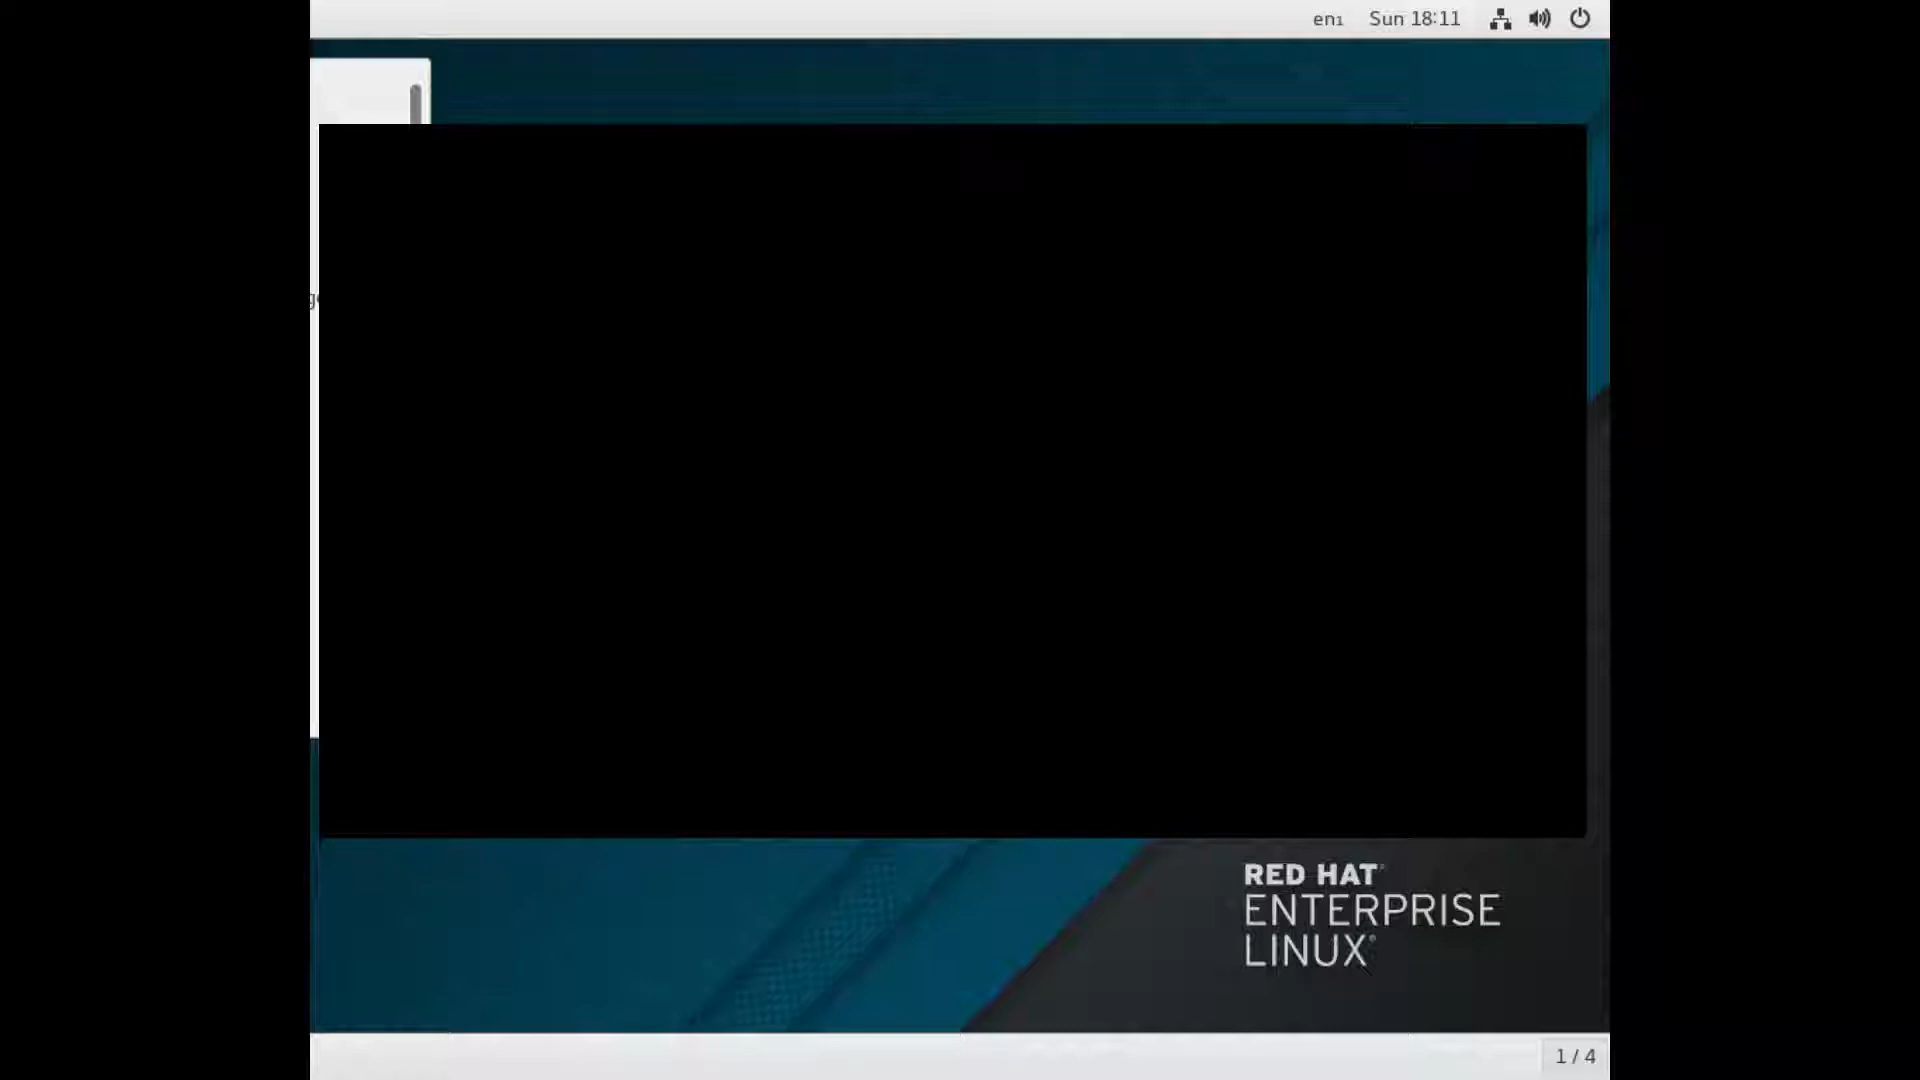 en₁ Sun 18:11
RED HAT
ENTERPRISE
LINUX
1 / 4